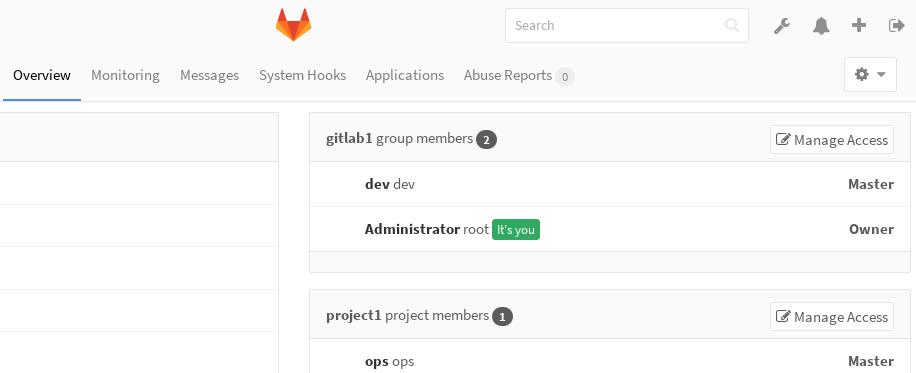 Search
Overview Monitoring Messages System Hooks Applications Abuse Reports 0
gitlab1 group members 2 Manage Access
dev dev Master
Administrator root It's you Owner
project1 project members 1 Manage Access
ops ops Master